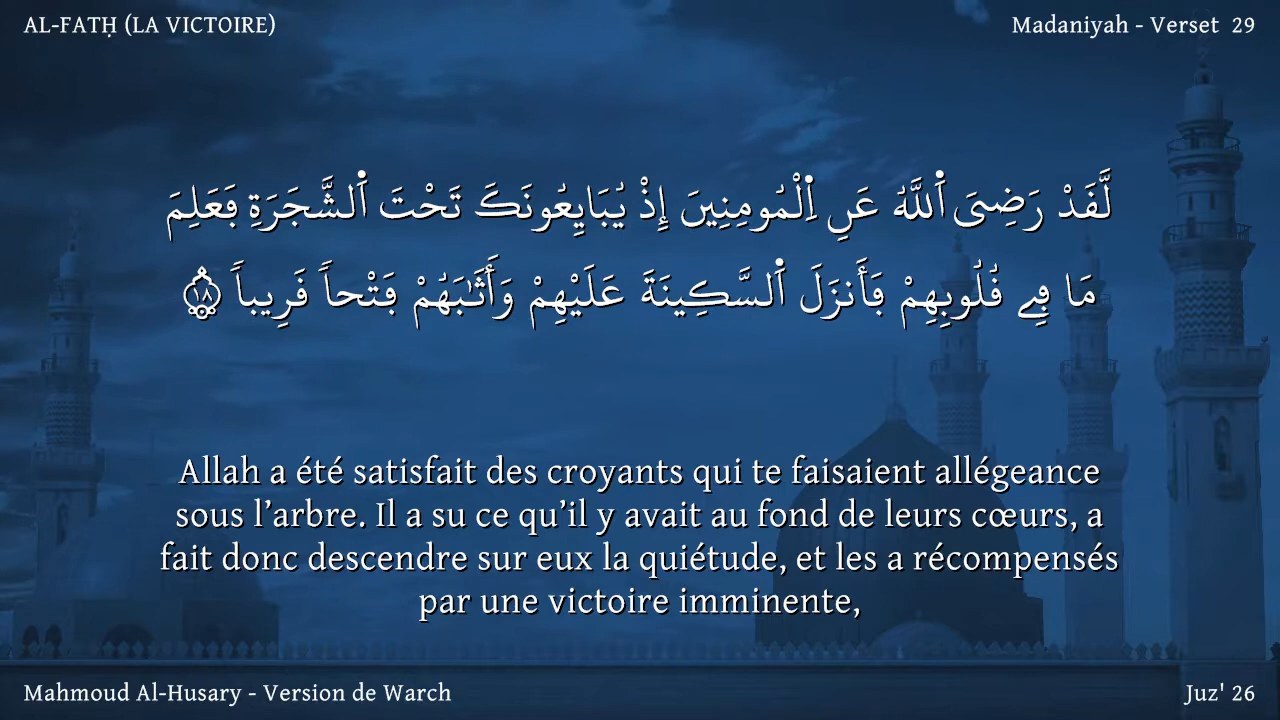 AL-FATḤ (LA VICTOIRE)
Madaniyah - Verset 29
لَّقَدْ رَضِيَ ٱللَّهُ عَنِ اِ۬لْمُومِنِينَ إِذْ يُبَايِعُونَكَ تَحْتَ ٱلشَّجَرَةِ فَعَلِمَ
مَا فِے قُلُوبِهِمْ فَأَنزَلَ ٱلسَّكِينَةَ عَلَيْهِمْ وَأَثَٰبَهُمْ فَتْحاٗ قَرِيباٗ ١٨
Allah a été satisfait des croyants qui te faisaient allégeance
sous l’arbre. Il a su ce qu’il y avait au fond de leurs cœurs, a
fait donc descendre sur eux la quiétude, et les a récompensés
par une victoire imminente,
Mahmoud Al-Husary - Version de Warch
Juz' 26